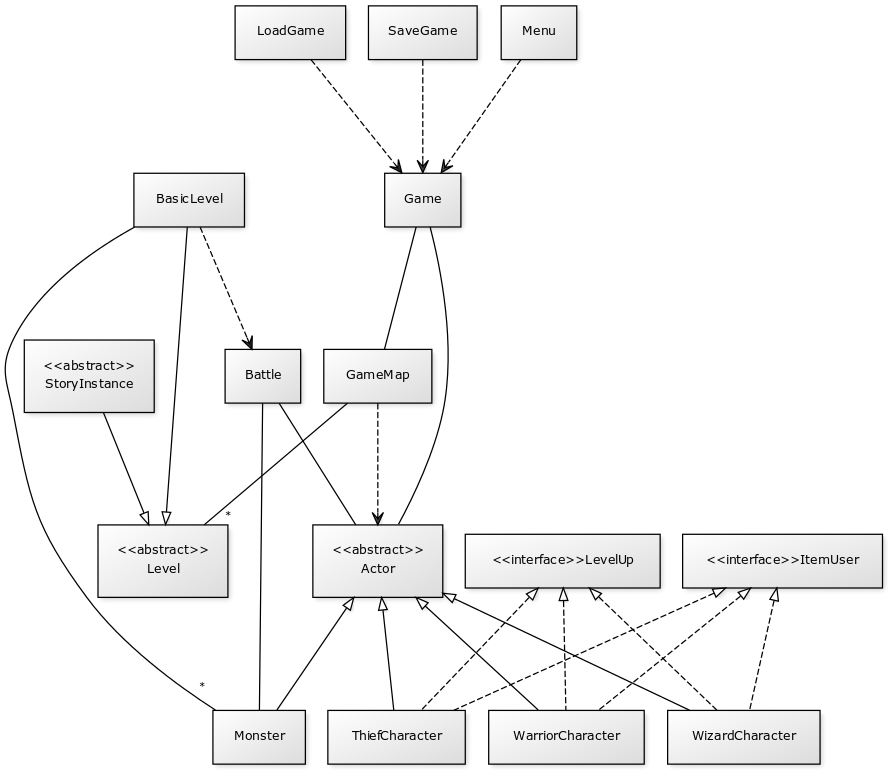 LoadGame
SaveGame
Menu
BasicLevel
Game
<<abstract>>
StoryInstance
Battle
GameMap
*
<<abstract>>
Level
<<abstract>>
Actor
<<interface>>LevelUp
<<interface>>ItemUser
*
Monster
ThiefCharacter
WarriorCharacter
WizardCharacter